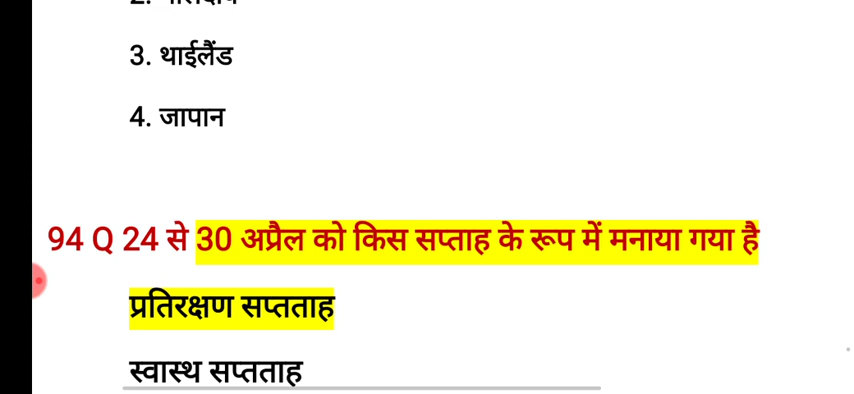 3. थाईलैंड
4. जापान
94 Q 24 से 30 अप्रैल को किस सप्ताह के रूप में मनाया गया है
प्रतिरक्षण सप्तताह
स्वास्थ सप्तताह